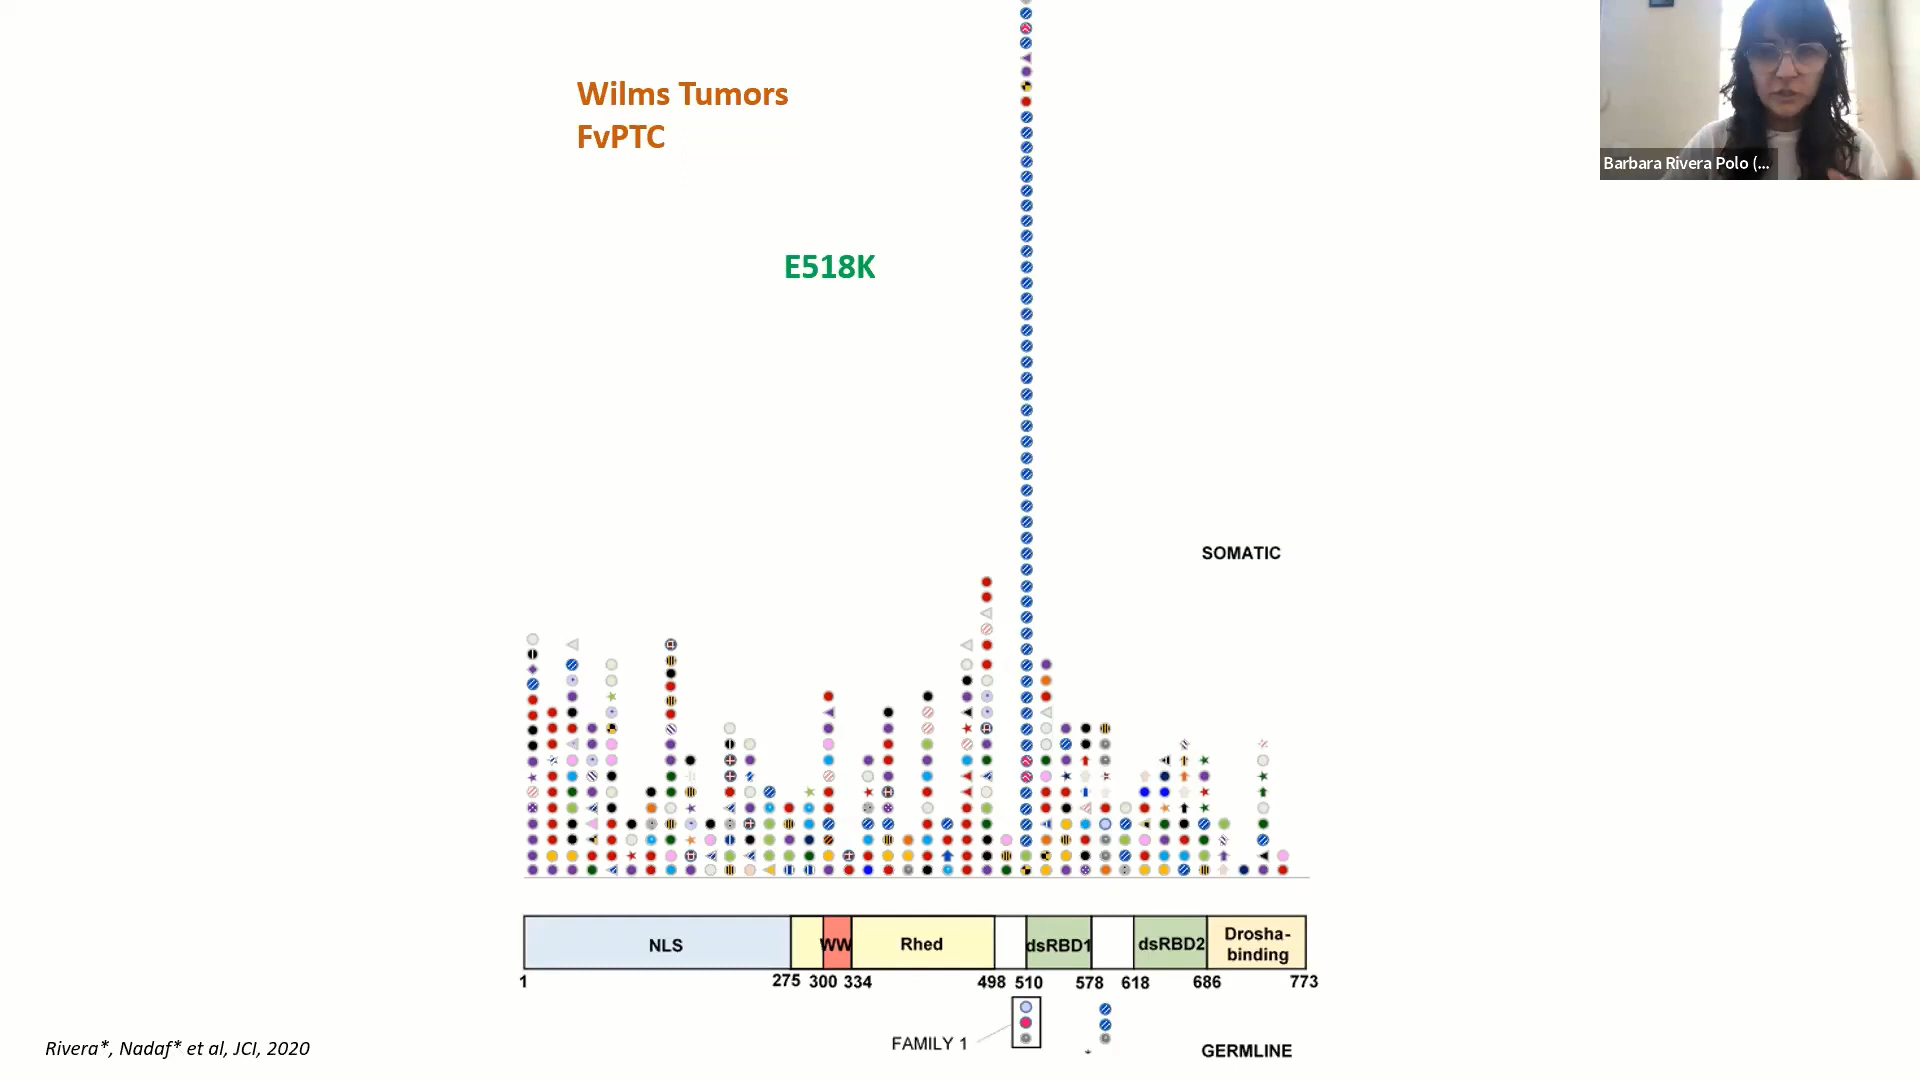 Wilms Tumors
FvPTC
Barbara Rivera Polo (...
E518K
SOMATIC
NLS
WW
Rhed
dsRBD1
dsRBD2
Drosha-
binding
1
275
300
334
498
510
578
618
686
773
FAMILY 1
GERMLINE
Rivera*, Nadaf* et al, JCI, 2020